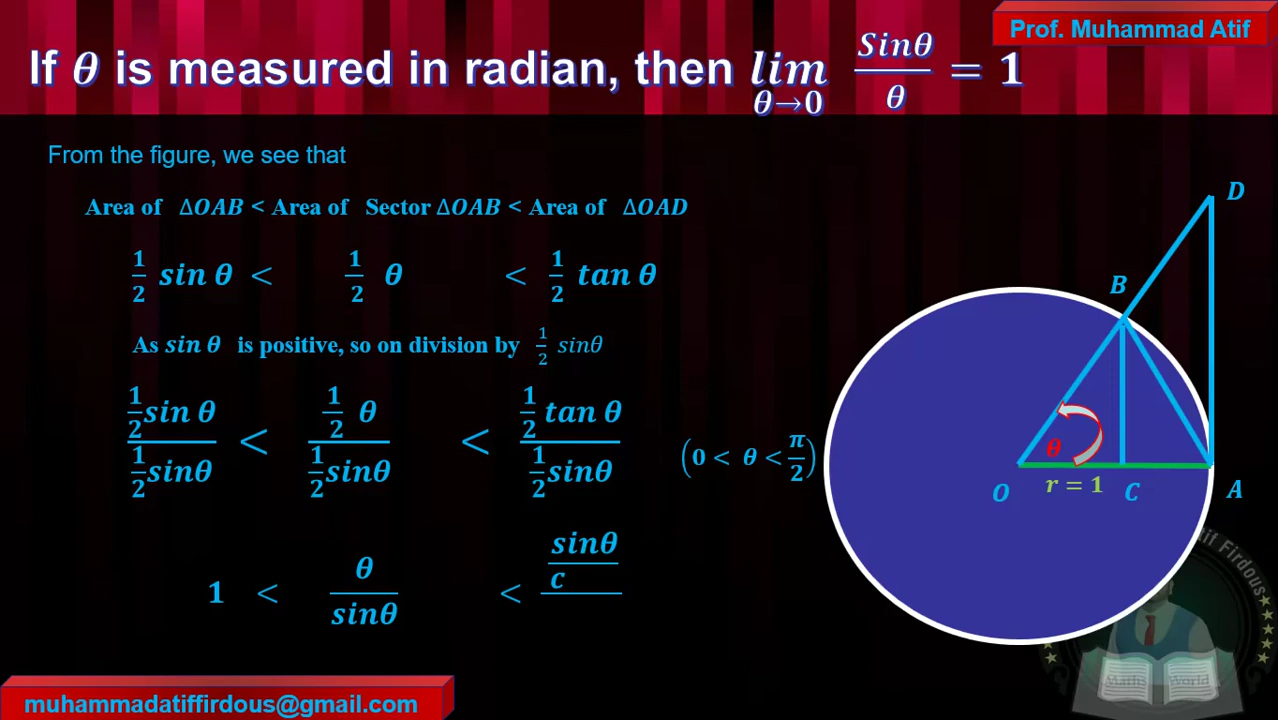 Prof. Muhammad Atif
If θ is measured in radian, then lim θ→0 Sinθ/θ = 1
From the figure, we see that
Area of ΔOAB < Area of Sector ΔOAB < Area of ΔOAD
1/2 sin θ < 1/2 θ < 1/2 tan θ
As sin θ is positive, so on division by 1/2 sinθ
1/2 sin θ / 1/2 sinθ < 1/2 θ / 1/2 sinθ < 1/2 tan θ / 1/2 sinθ (0 < θ < π/2)
1 < θ/sinθ < sinθ/c
D
B
θ
O
r = 1
C
A
Firdous
Maths World
muhammadatiffirdous@gmail.com